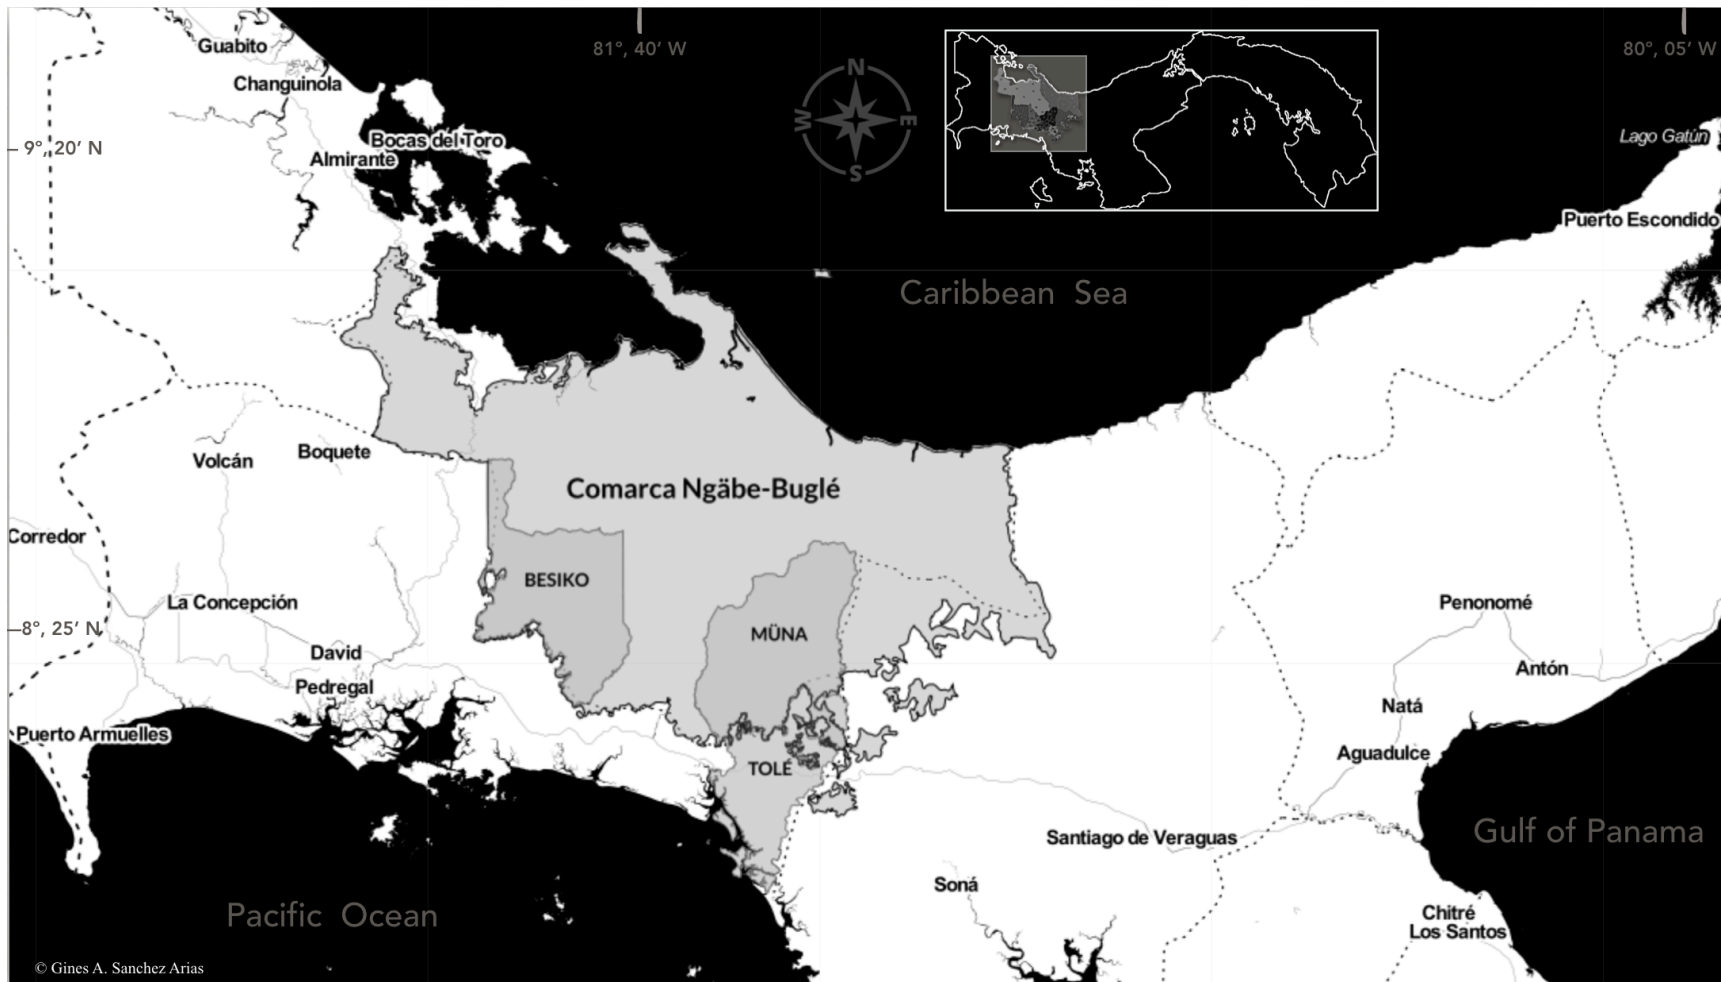 81°, 40' W
80°, 05' W
Guabito
Changuinola
N
W
E
S
Bocas del Toro
Almirante
9°, 20' N
Lago Gatún
Puerto Escondido
Caribbean Sea
Boquete
Volcán
Comarca Ngäbe-Buglé
Corredor
BESIKO
La Concepción
Penonomé
8°, 25' N
MÜNA
David
Antón
Pedregal
Natá
Puerto Armuelles
Aguadulce
TOLÉ
Gulf of Panama
Santiago de Veraguas
Soná
Pacific Ocean
Chitré
Los Santos
© Gines A. Sanchez Arias